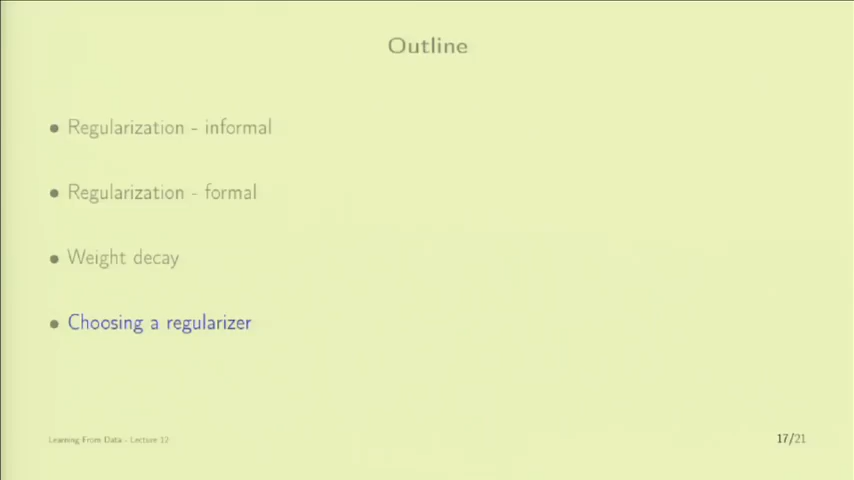 Outline
• Regularization - informal
• Regularization - formal
• Weight decay
• Choosing a regularizer
Learning From Data - Lecture 12
17/21